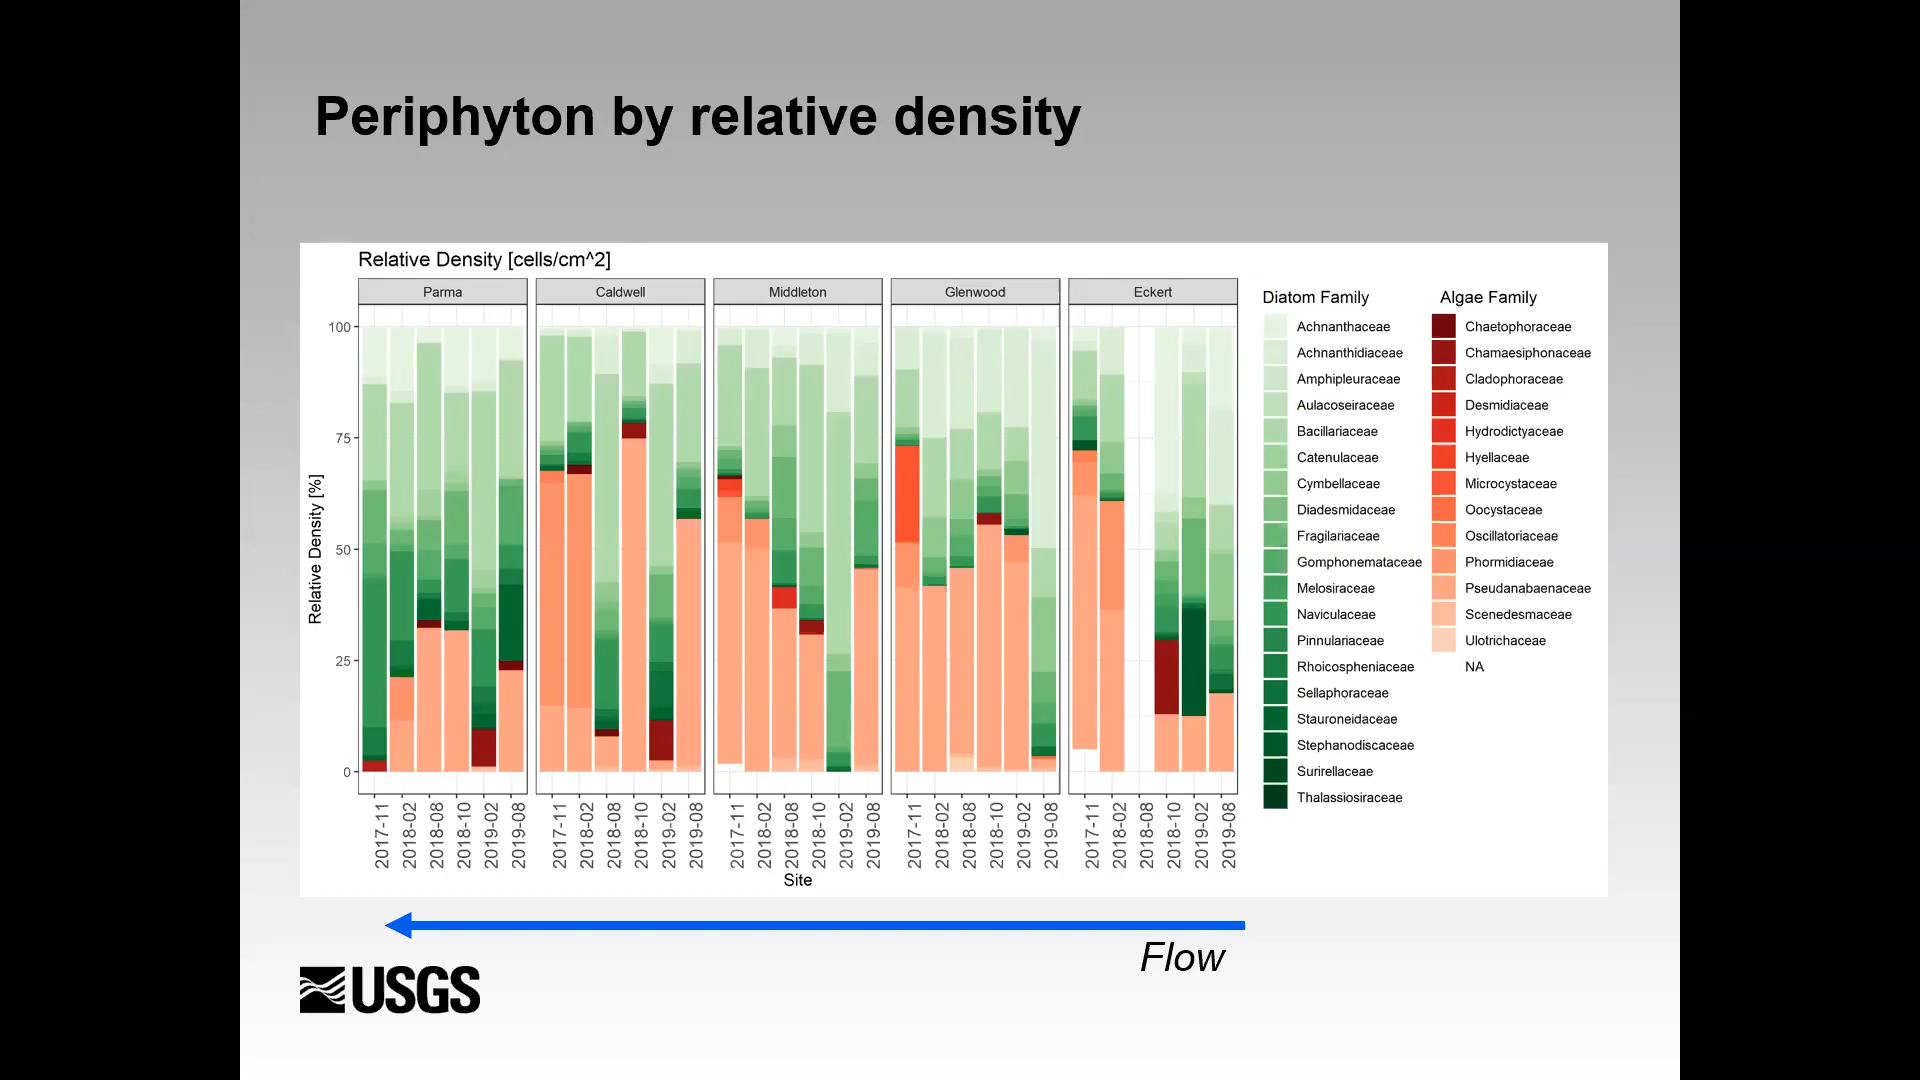 Periphyton by relative density
Relative Density [cells/cm^2]
Parma
Caldwell
Middleton
Glenwood
Eckert
Relative Density [%]
100
75
50
25
0
2017-11
2018-02
2018-08
2018-10
2019-02
2019-08
2017-11
2018-02
2018-08
2018-10
2019-02
2019-08
2017-11
2018-02
2018-08
2018-10
2019-02
2019-08
2017-11
2018-02
2018-08
2018-10
2019-02
2019-08
2017-11
2018-02
2018-08
2018-10
2019-02
2019-08
Site
Diatom Family
Achnanthaceae
Achnanthidiaceae
Amphipleuraceae
Aulacoseiraceae
Bacillariaceae
Catenulaceae
Cymbellaceae
Diadesmidaceae
Fragilariaceae
Gomphonemataceae
Melosiraceae
Naviculaceae
Pinnulariaceae
Rhoicospheniaceae
Sellaphoraceae
Stauroneidaceae
Stephanodiscaceae
Surirellaceae
Thalassiosiraceae
Algae Family
Chaetophoraceae
Chamaesiphonaceae
Cladophoraceae
Desmidiaceae
Hydrodictyaceae
Hyellaceae
Microcystaceae
Oocystaceae
Oscillatoriaceae
Phormidiaceae
Pseudanabaenaceae
Scenedesmaceae
Ulotrichaceae
NA
Flow
USGS